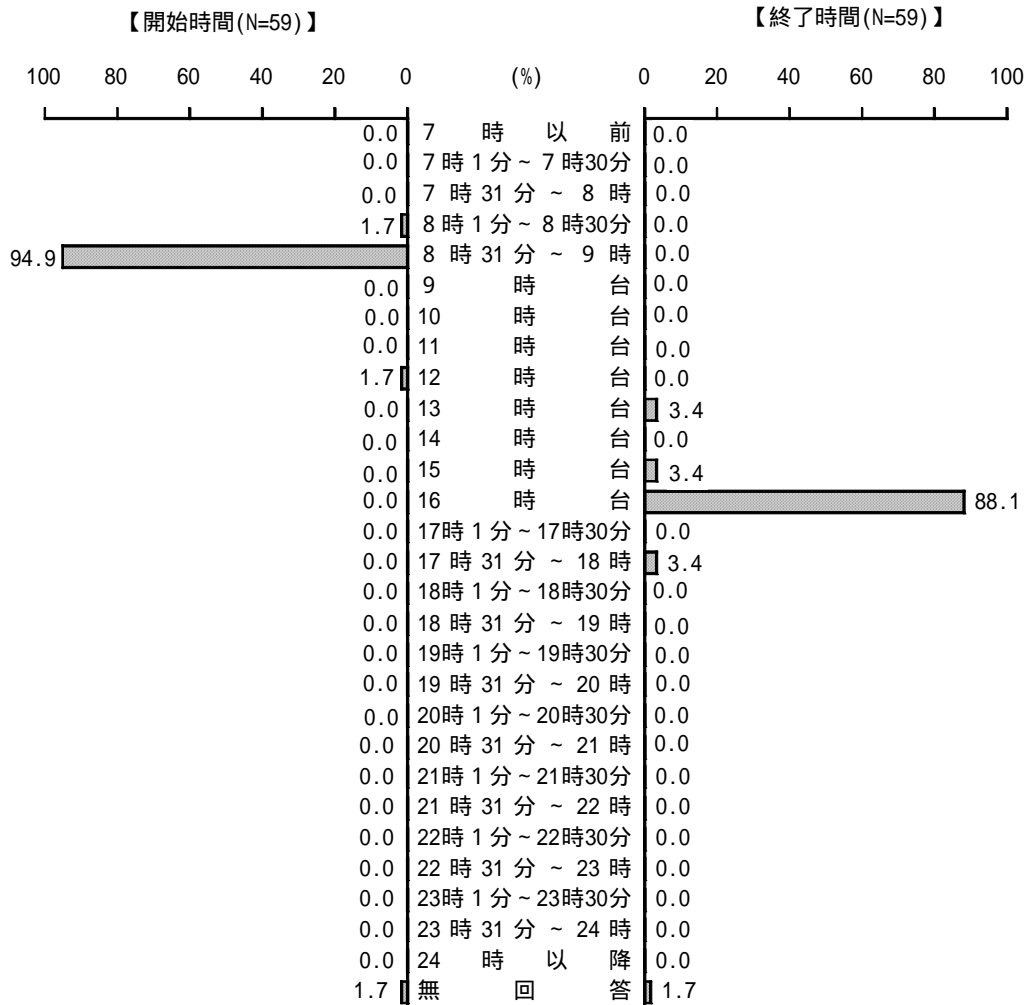 【開始時間(N=59)】 【終了時間(N=59)】
100 80 60 40 20 0 (%) 0 20 40 60 80 100
0.0 7時以前 0.0
0.0 7時1分~7時30分 0.0
0.0 7時31分~8時 0.0
1.7 8時1分~8時30分 0.0
94.9 8時31分~9時 0.0
0.0 9時台 0.0
0.0 10時台 0.0
0.0 11時台 0.0
1.7 12時台 0.0
0.0 13時台 3.4
0.0 14時台 0.0
0.0 15時台 3.4
0.0 16時台 88.1
0.0 17時1分~17時30分 0.0
0.0 17時31分~18時 3.4
0.0 18時1分~18時30分 0.0
0.0 18時31分~19時 0.0
0.0 19時1分~19時30分 0.0
0.0 19時31分~20時 0.0
0.0 20時1分~20時30分 0.0
0.0 20時31分~21時 0.0
0.0 21時1分~21時30分 0.0
0.0 21時31分~22時 0.0
0.0 22時1分~22時30分 0.0
0.0 22時31分~23時 0.0
0.0 23時1分~23時30分 0.0
0.0 23時31分~24時 0.0
0.0 24時以降 0.0
1.7 無回答 1.7